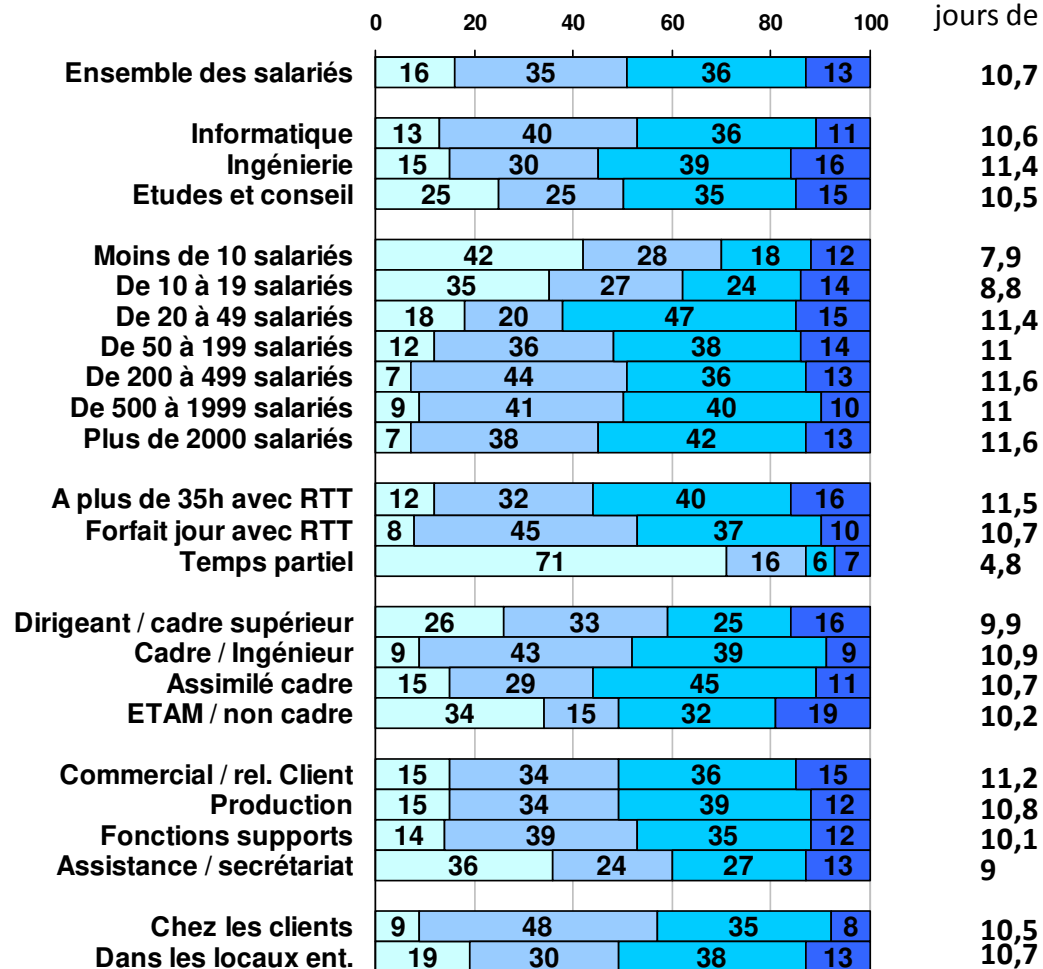 jours de
0 20 40 60 80 100
Ensemble des salariés 16 35 36 13 10,7
Informatique 13 40 36 11 10,6
Ingénierie 15 30 39 16 11,4
Etudes et conseil 25 25 35 15 10,5
Moins de 10 salariés 42 28 18 12 7,9
De 10 à 19 salariés 35 27 24 14 8,8
De 20 à 49 salariés 18 20 47 15 11,4
De 50 à 199 salariés 12 36 38 14 11
De 200 à 499 salariés 7 44 36 13 11,6
De 500 à 1999 salariés 9 41 40 10 11
Plus de 2000 salariés 7 38 42 13 11,6
A plus de 35h avec RTT 12 32 40 16 11,5
Forfait jour avec RTT 8 45 37 10 10,7
Temps partiel 71 16 6 7 4,8
Dirigeant / cadre supérieur 26 33 25 16 9,9
Cadre / Ingénieur 9 43 39 9 10,9
Assimilé cadre 15 29 45 11 10,7
ETAM / non cadre 34 15 32 19 10,2
Commercial / rel. Client 15 34 36 15 11,2
Production 15 34 39 12 10,8
Fonctions supports 14 39 35 12 10,1
Assistance / secrétariat 36 24 27 13 9
Chez les clients 9 48 35 8 10,5
Dans les locaux ent. 19 30 38 13 10,7